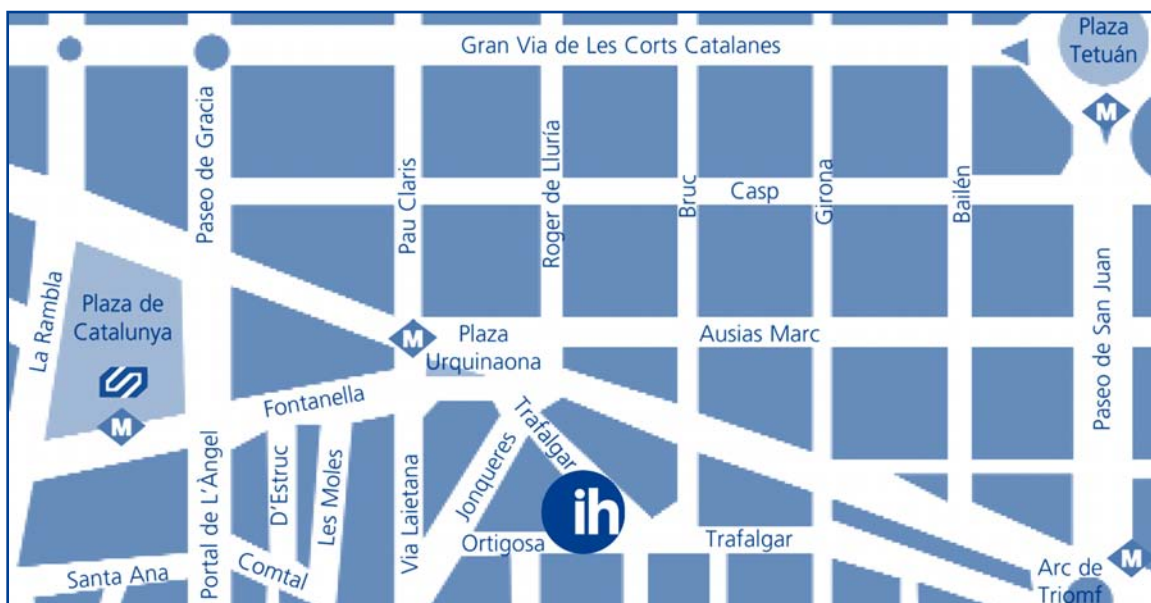 Plaza
Tetuán
Gran Via de Les Corts Catalanes
M
Paseo de Gracia
Pau Claris
Roger de Lluría
Bruc
Casp
Girona
Bailén
La Rambla
Plaza de
Catalunya
M
M
Plaza
Urquinaona
Ausias Marc
Paseo de San Juan
Fontanella
Trafalgar
Portal de L'Àngel
D'Estruc
Les Moles
Via Laietana
Jonqueres
ih
Ortigosa
Trafalgar
Santa Ana
Comtal
M
Arc de
Triomf